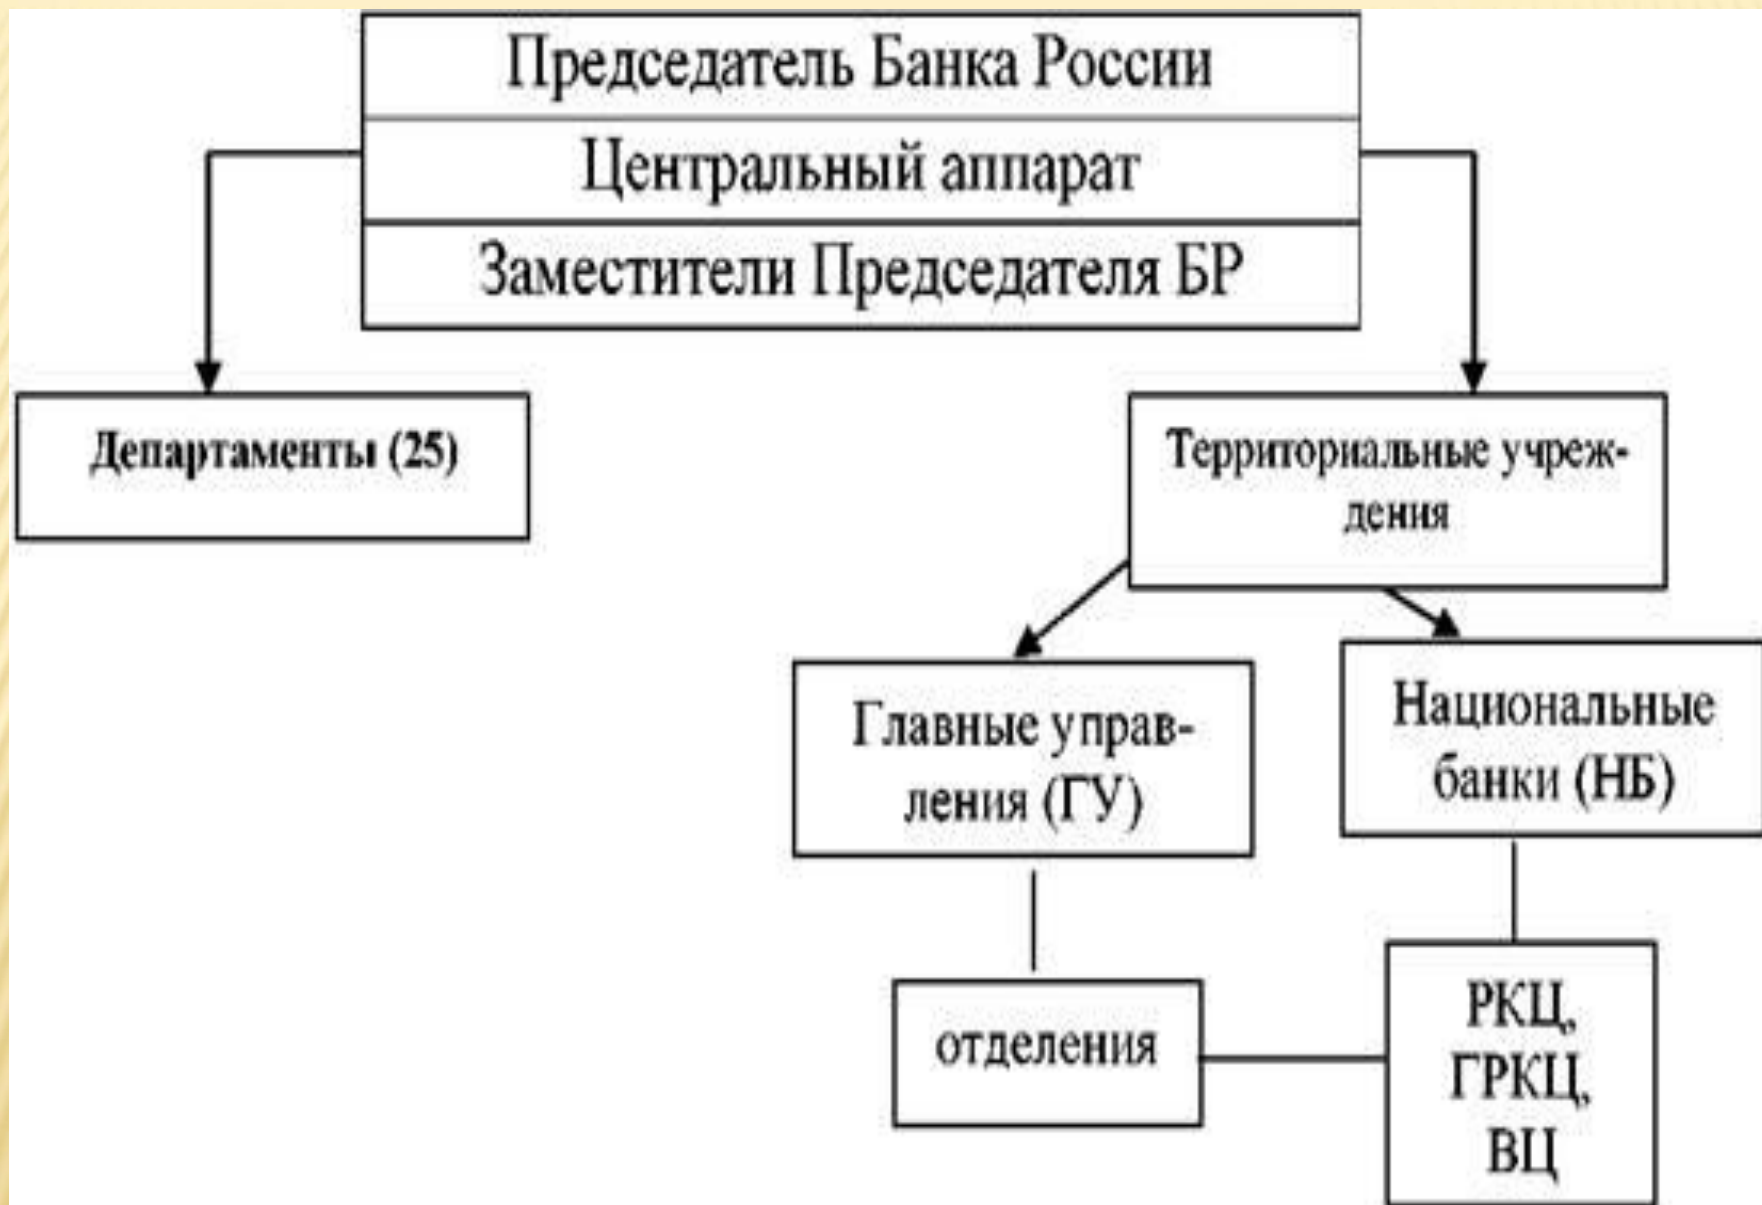 Председатель Банка России
Центральный аппарат
Заместители Председателя БР
Департаменты (25)
Территориальные учреж-
дения
Главные управ-
ления (ГУ)
Национальные
банки (НБ)
отделения
РКЦ,
ГРКЦ,
ВЦ